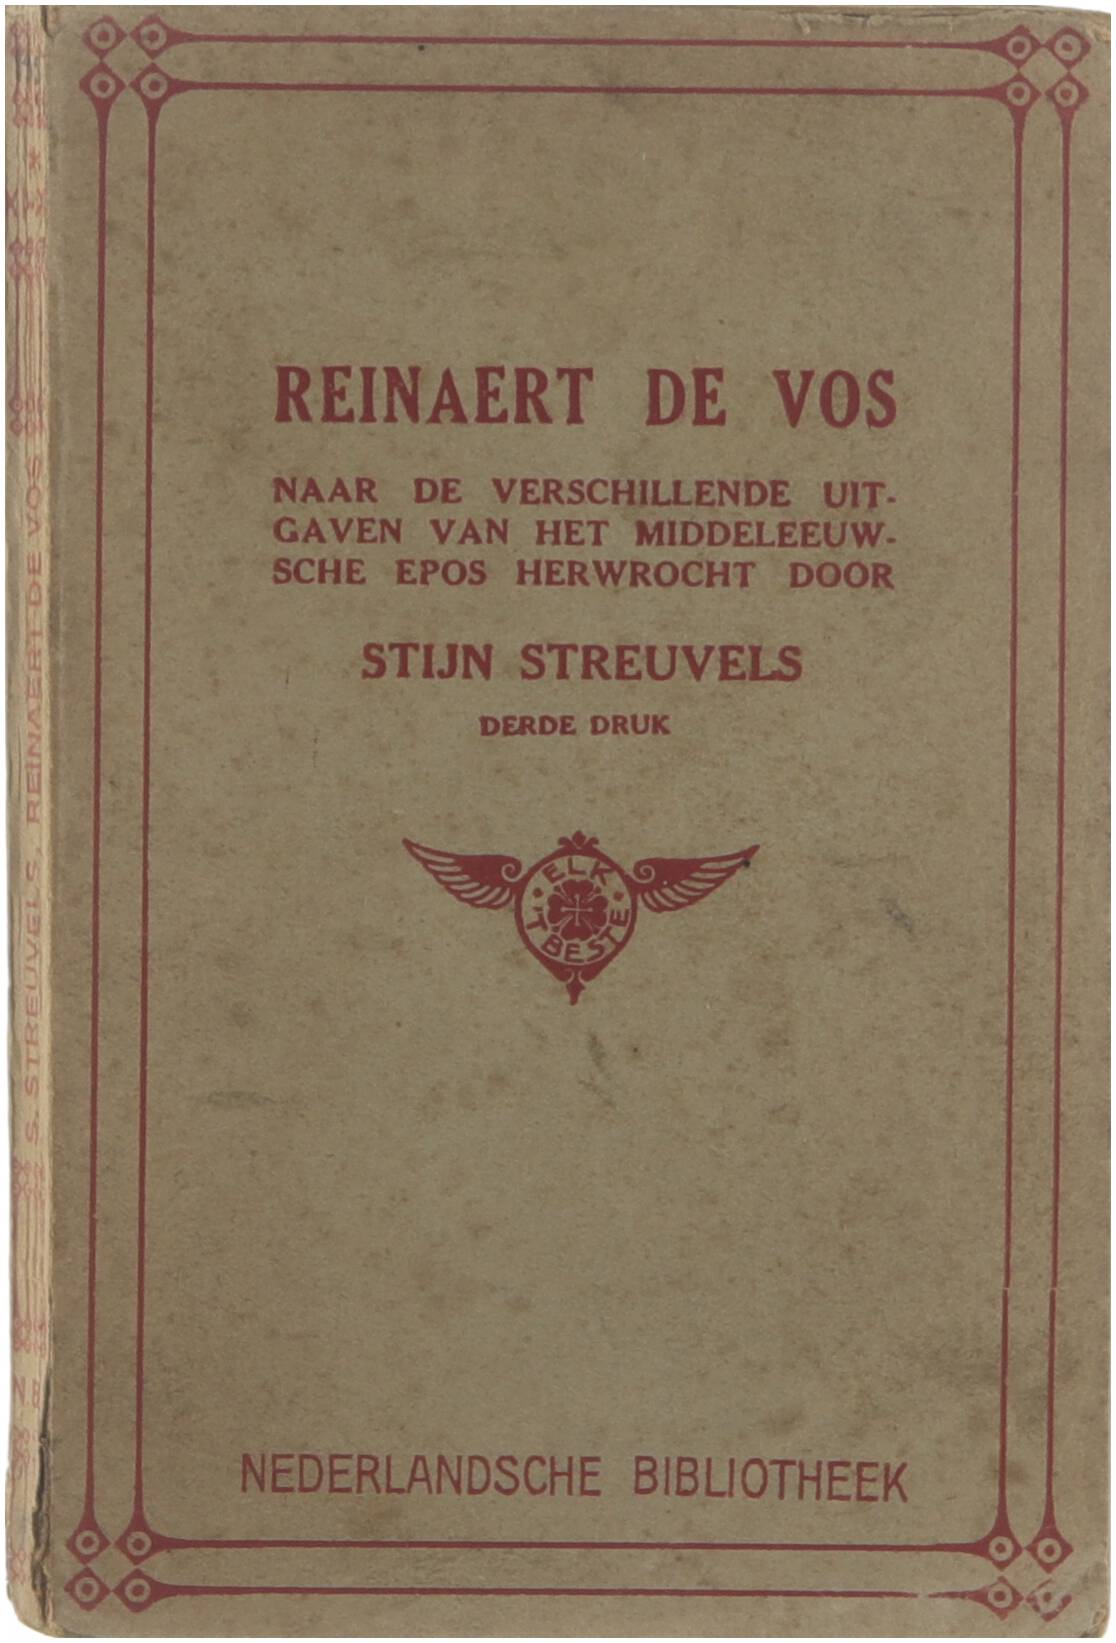 REINAERT DE VOS
NAAR DE VERSCHILLENDE UIT-
GAVEN VAN HET MIDDELEEUW-
SCHE EPOS HERWROCHT DOOR
STIJN STREUVELS
DERDE DRUK
ELK
'T BESTE
NEDERLANDSCHE BIBLIOTHEEK
S. STREUVELS. REINAERT DE VOS
N. B